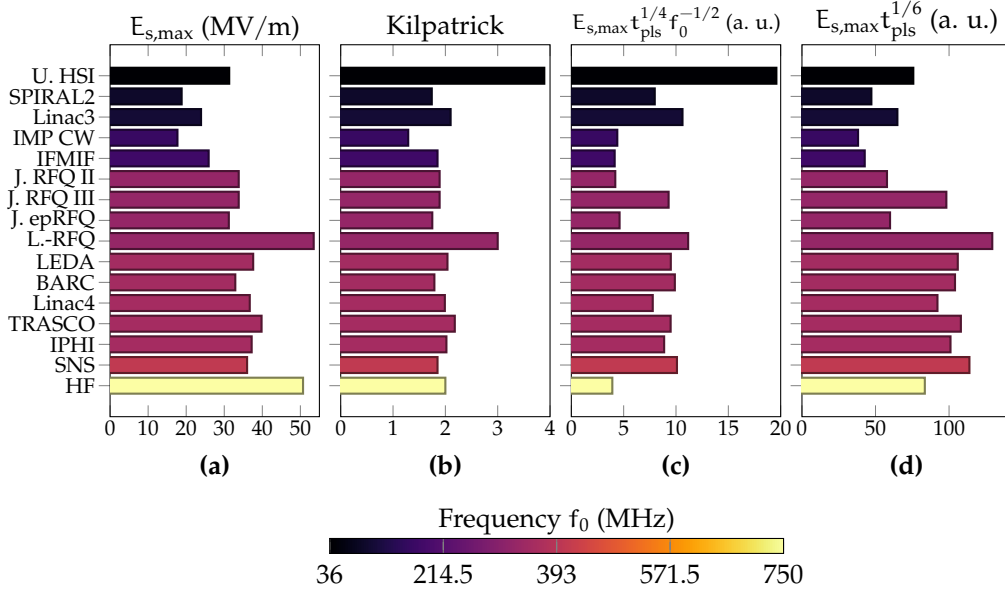 E_s,max (MV/m)
Kilpatrick
E_s,max t_pls^1/4 f_0^−1/2 (a. u.)
E_s,max t_pls^1/6 (a. u.)
U. HSI
SPIRAL2
Linac3
IMP CW
IFMIF
J. RFQ II
J. RFQ III
J. epRFQ
L.-RFQ
LEDA
BARC
Linac4
TRASCO
IPHI
SNS
HF
0 10 20 30 40 50
0 1 2 3 4
0 5 10 15 20
0 50 100
(a)
(b)
(c)
(d)
Frequency f_0 (MHz)
36 214.5 393 571.5 750